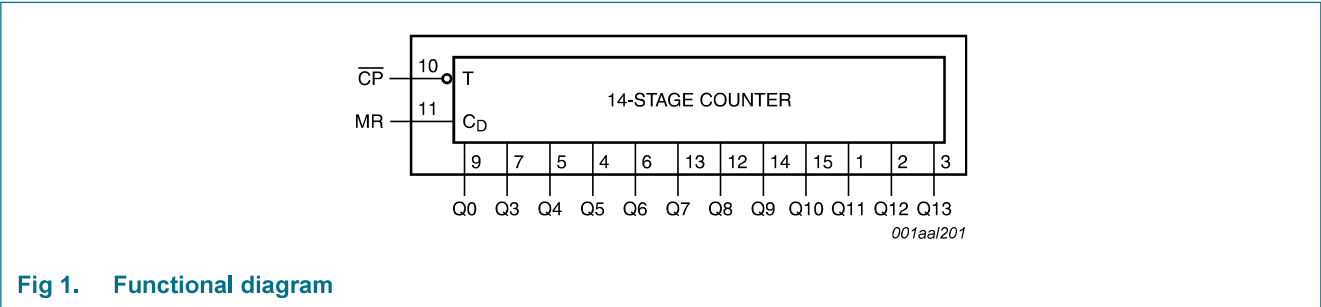 C̅P̅ 10 T
14-STAGE COUNTER
MR 11 CD
9 7 5 4 6 13 12 14 15 1 2 3
Q0 Q3 Q4 Q5 Q6 Q7 Q8 Q9 Q10 Q11 Q12 Q13
001aal201
Fig 1. Functional diagram